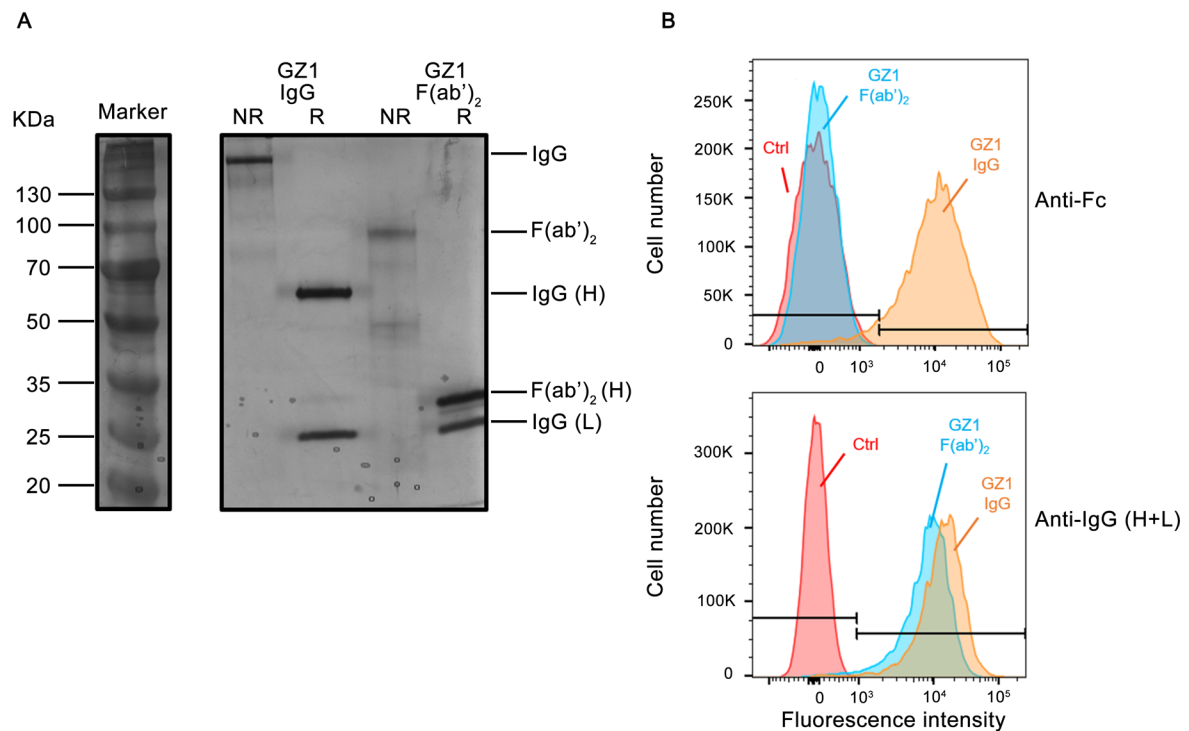 A
KDa
Marker
GZ1
IgG
GZ1
F(ab’)2
NR R NR R
130
100
70
50
35
25
20
IgG
F(ab’)2
IgG (H)
F(ab’)2 (H)
IgG (L)
B
Cell number
250K
200K
150K
100K
50K
0
Ctrl
GZ1
F(ab’)2
GZ1
IgG
Anti-Fc
0 10³ 10⁴ 10⁵
Cell number
300K
200K
100K
0
Ctrl
GZ1
F(ab’)2
GZ1
IgG
Anti-IgG (H+L)
0 10³ 10⁴ 10⁵
Fluorescence intensity